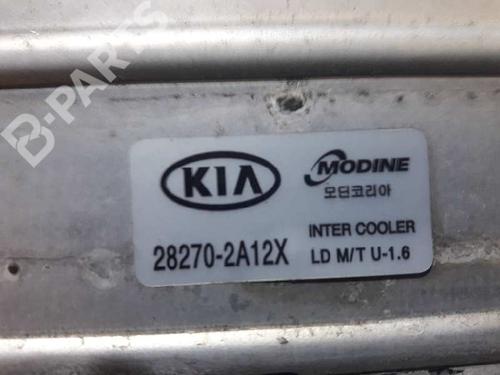 B-PARTS
KIA
MODINE
모딘코리아
INTER COOLER
28270-2A12X
LD M/T U-1.6